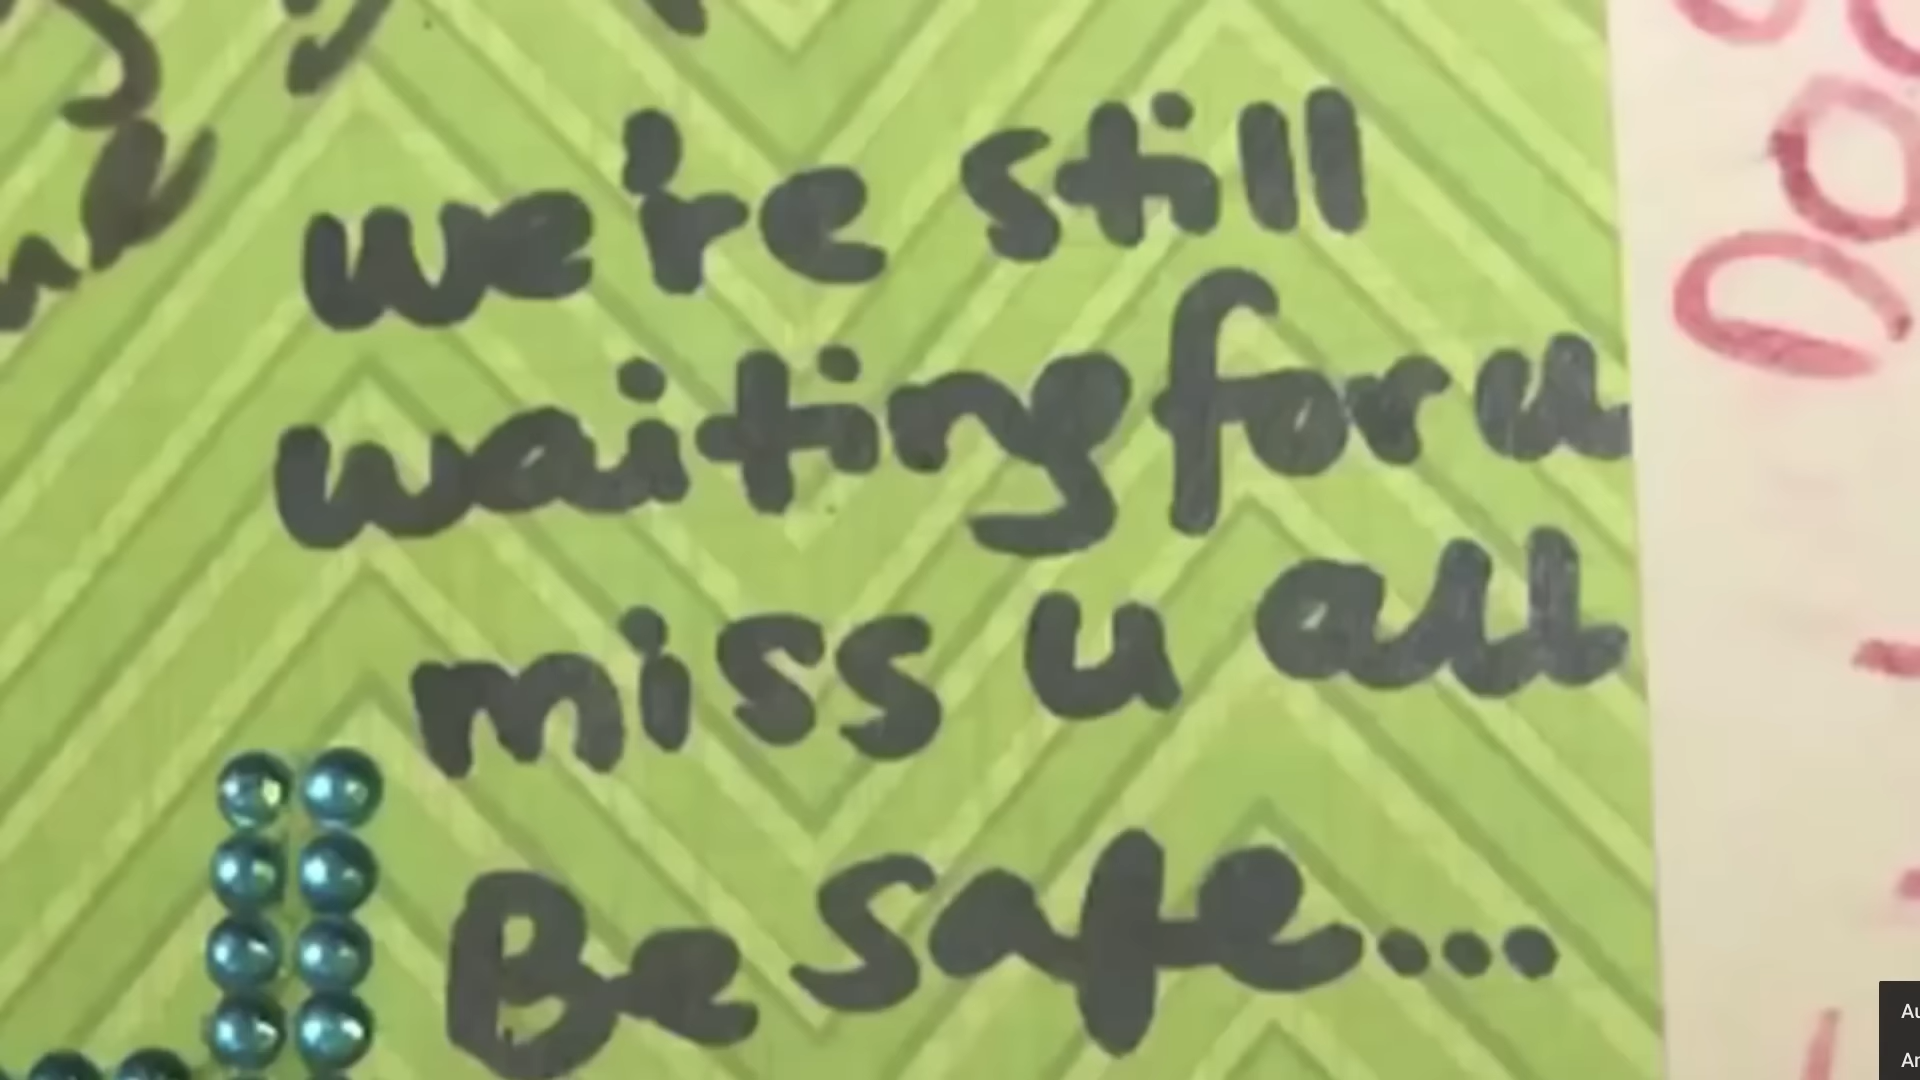 we're still
waiting for u
miss u all
Be safe...